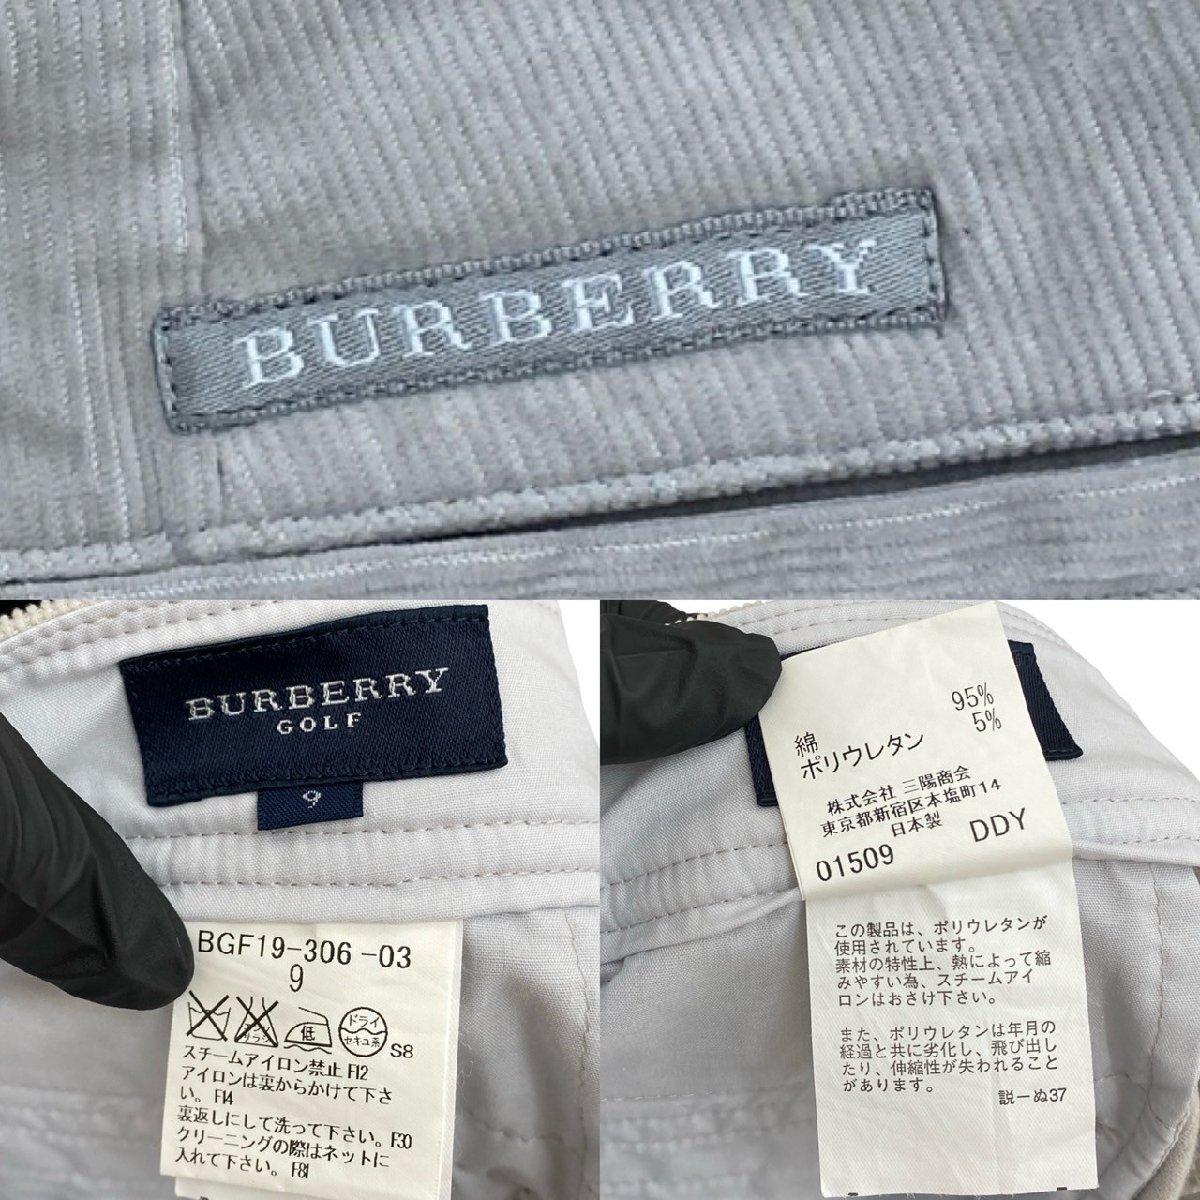 BURBERRY
BURBERRY
GOLF
9
BGF19-306-03
9
サラシ
低
ドライ
セキユ系
S8
スチームアイロン禁止 F12
アイロンは裏からかけて下さ
い。 F14
裏返しにして洗って下さい。F30
クリーニングの際はネットに
入れて下さい。 F81
綿 95%
ポリウレタン 5%
株式会社 三陽商会
東京都新宿区本塩町14
日本製
01509 DDY
この製品は、ポリウレタンが
使用されています。
素材の特性上、熱によって縮
みやすい為、スチームアイ
ロンはおさけ下さい。
また、ポリウレタンは年月の
経過と共に劣化し、飛び出し
たり、伸縮性が失われること
があります。
説ーぬ37